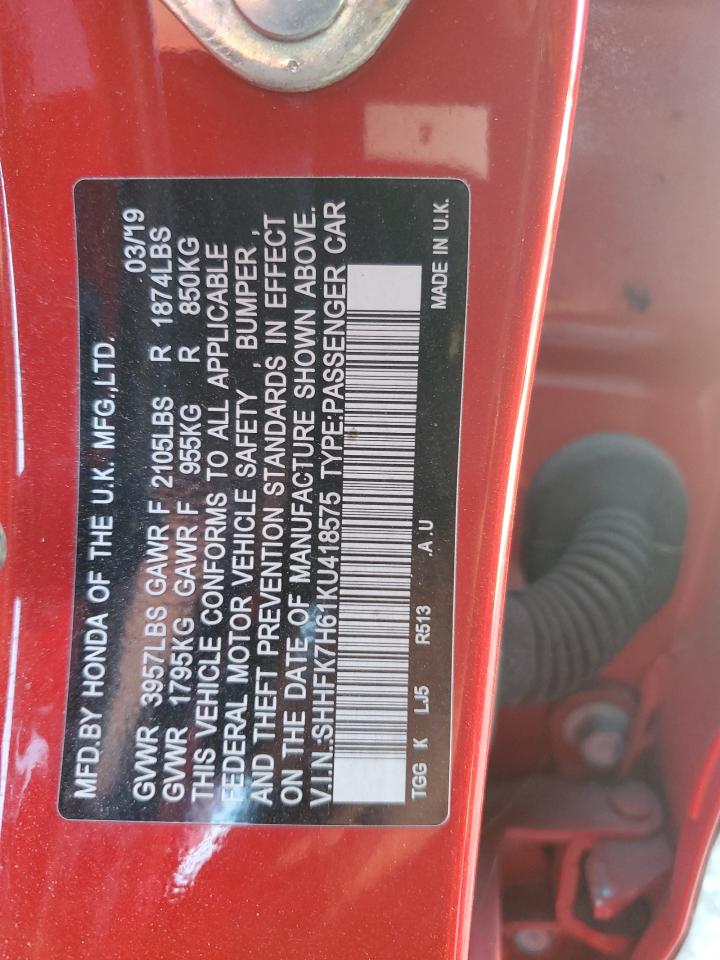 MFD.BY HONDA OF THE U.K. MFG.,LTD. 03/19
GVWR 3957LBS GAWR F 2105LBS R 1874LBS
GVWR 1795KG GAWR F 955KG R 850KG
THIS VEHICLE CONFORMS TO ALL APPLICABLE
FEDERAL MOTOR VEHICLE SAFETY , BUMPER ,
AND THEFT PREVENTION STANDARDS IN EFFECT
ON THE DATE OF MANUFACTURE SHOWN ABOVE.
V.I.N.:SHHFK7H61KU418575 TYPE:PASSENGER CAR
TGG K LJ5 R513 .A .U MADE IN U.K.